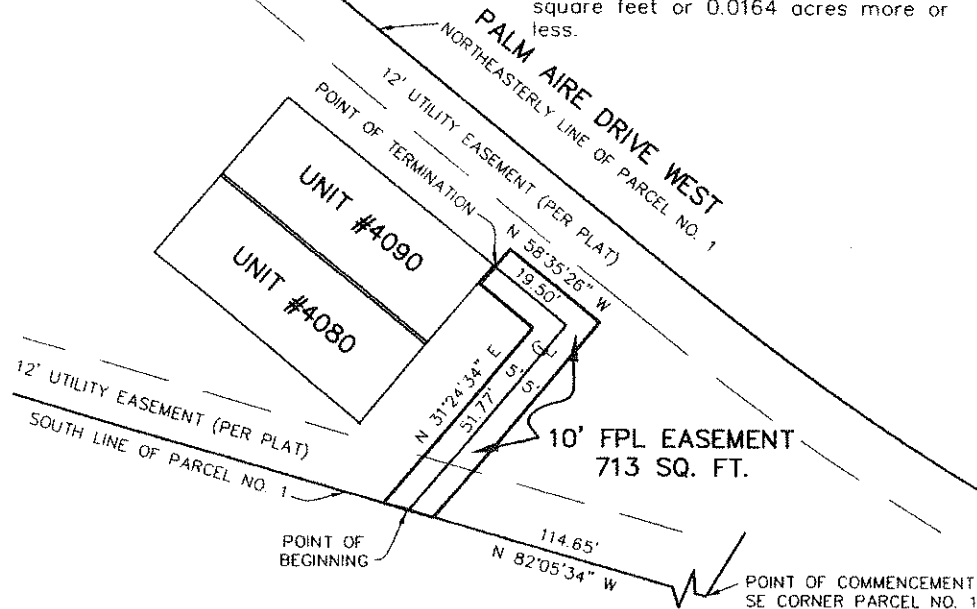 square feet or 0.0164 acres more or
less.
PALM AIRE DRIVE WEST
NORTHEASTERLY LINE OF PARCEL NO. 1
12' UTILITY EASEMENT (PER PLAT)
POINT OF TERMINATION
UNIT #4090
UNIT #4080
N 58°35'26" W
19.50'
N 31°24'34" E
51.77'
5'
5'
10' FPL EASEMENT
713 SQ. FT.
12' UTILITY EASEMENT (PER PLAT)
SOUTH LINE OF PARCEL NO. 1
POINT OF
BEGINNING
114.65'
N 82°05'34" W
POINT OF COMMENCEMENT
SE CORNER PARCEL NO. 1